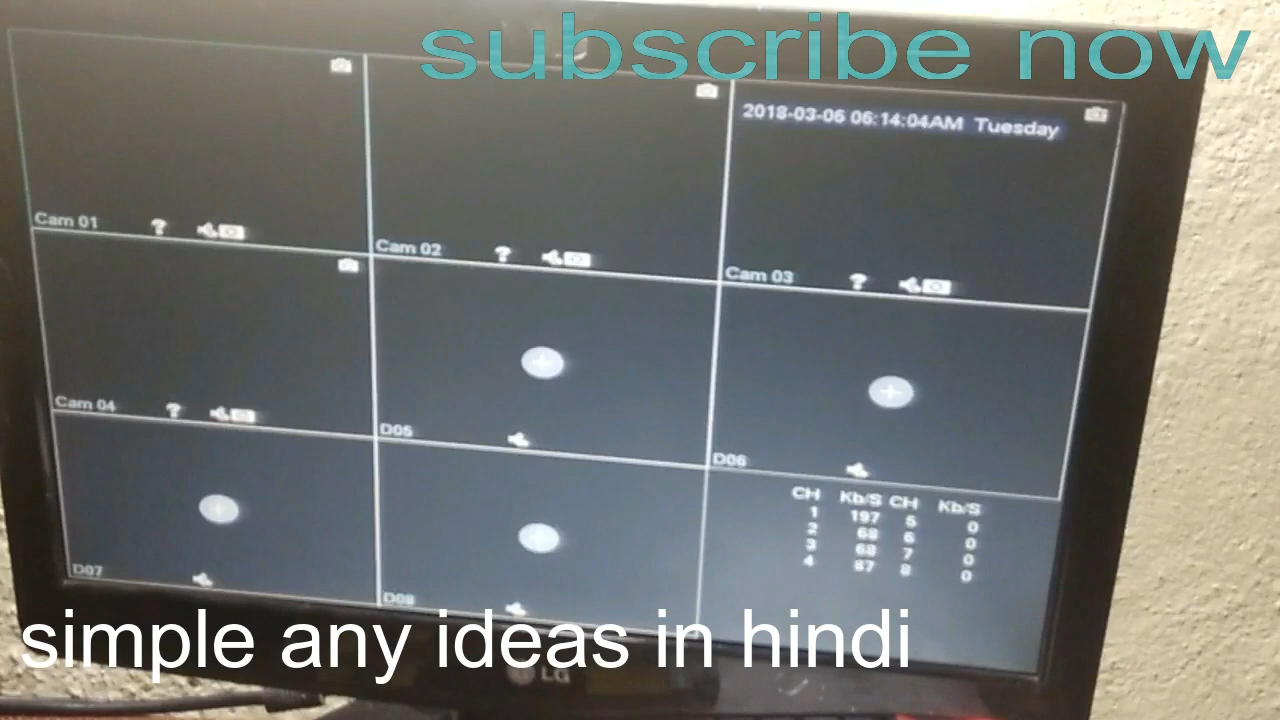 subscribe now
2018-03-06 06:14:04AM Tuesday
Cam 01
Cam 02
Cam 03
Cam 04
D05
D06
CH Kb/S CH Kb/S
1 197 5 0
2 68 6 0
3 68 7 0
4 87 8 0
D07
D08
simple any ideas in hindi
LG